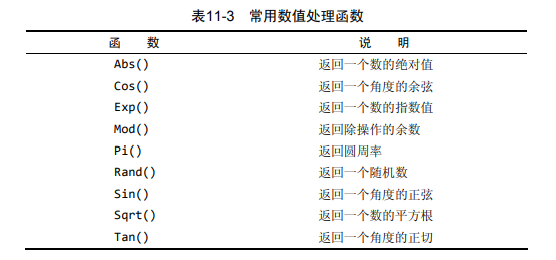 表11-3 常用数值处理函数
函 数 说 明
Abs() 返回一个数的绝对值
Cos() 返回一个角度的余弦
Exp() 返回一个数的指数值
Mod() 返回除操作的余数
Pi() 返回圆周率
Rand() 返回一个随机数
Sin() 返回一个角度的正弦
Sqrt() 返回一个数的平方根
Tan() 返回一个角度的正切